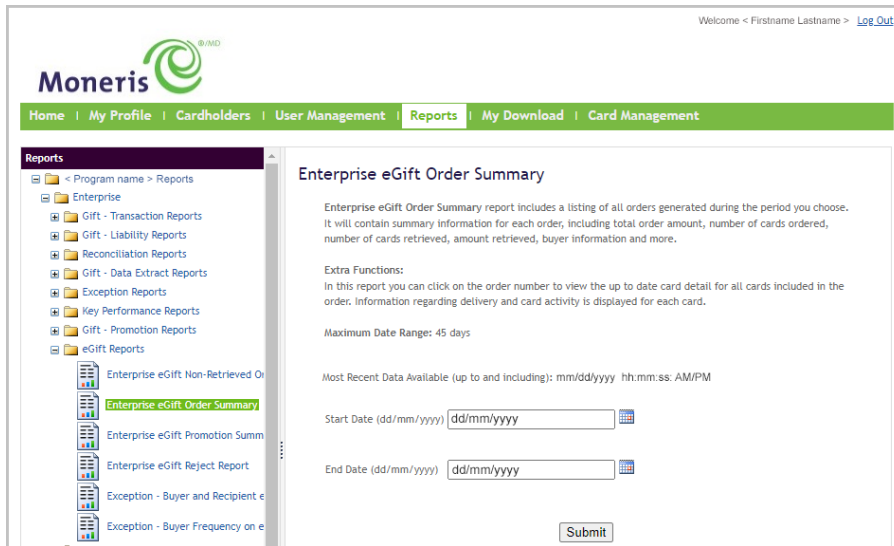 Welcome < Firstname Lastname > Log Out
®/MD
Moneris
Home | My Profile | Cardholders | User Management | Reports | My Download | Card Management
Reports
< Program name > Reports
Enterprise
Gift - Transaction Reports
Gift - Liability Reports
Reconciliation Reports
Gift - Data Extract Reports
Exception Reports
Key Performance Reports
Gift - Promotion Reports
eGift Reports
Enterprise eGift Non-Retrieved Or
Enterprise eGift Order Summary
Enterprise eGift Promotion Summ
Enterprise eGift Reject Report
Exception - Buyer and Recipient e
Exception - Buyer Frequency on e
Enterprise eGift Order Summary
Enterprise eGift Order Summary report includes a listing of all orders generated during the period you choose.
It will contain summary information for each order, including total order amount, number of cards ordered,
number of cards retrieved, amount retrieved, buyer information and more.
Extra Functions:
In this report you can click on the order number to view the up to date card detail for all cards included in the
order. Information regarding delivery and card activity is displayed for each card.
Maximum Date Range: 45 days
Most Recent Data Available (up to and including): mm/dd/yyyy hh:mm:ss: AM/PM
Start Date (dd/mm/yyyy) dd/mm/yyyy
End Date (dd/mm/yyyy) dd/mm/yyyy
Submit